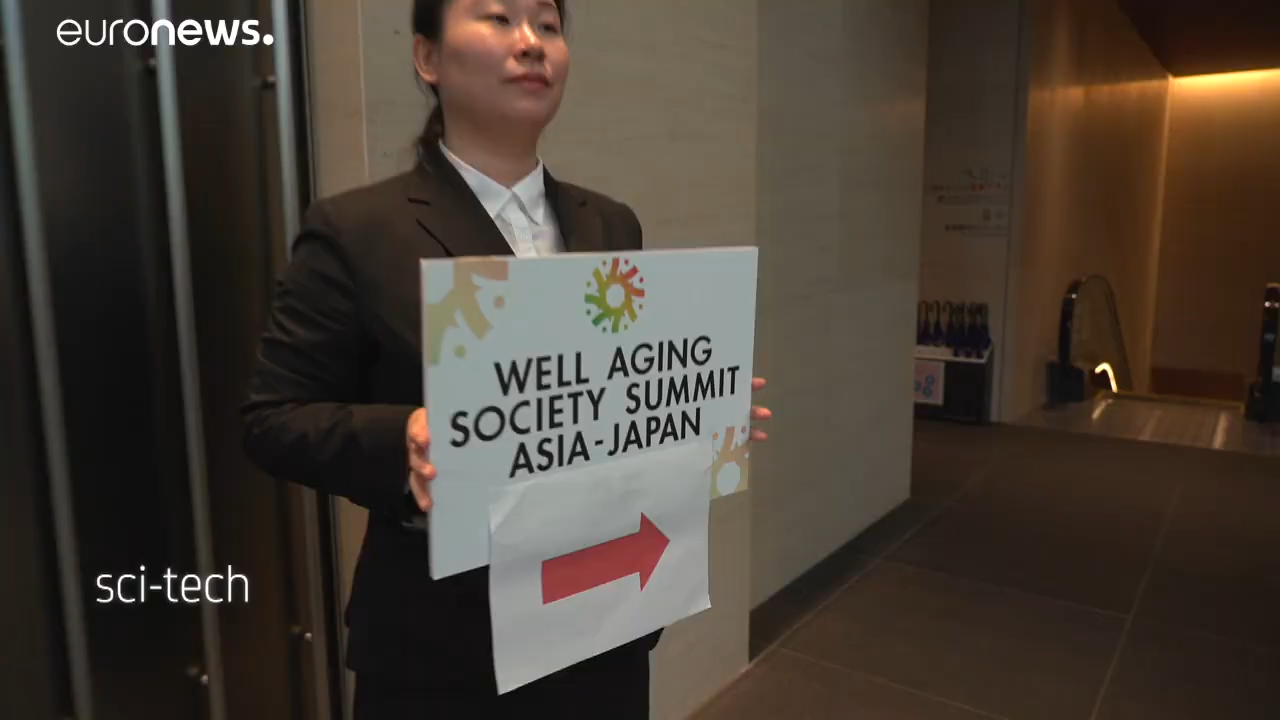 euronews.
WELL AGING
SOCIETY SUMMIT
ASIA-JAPAN
sci-tech